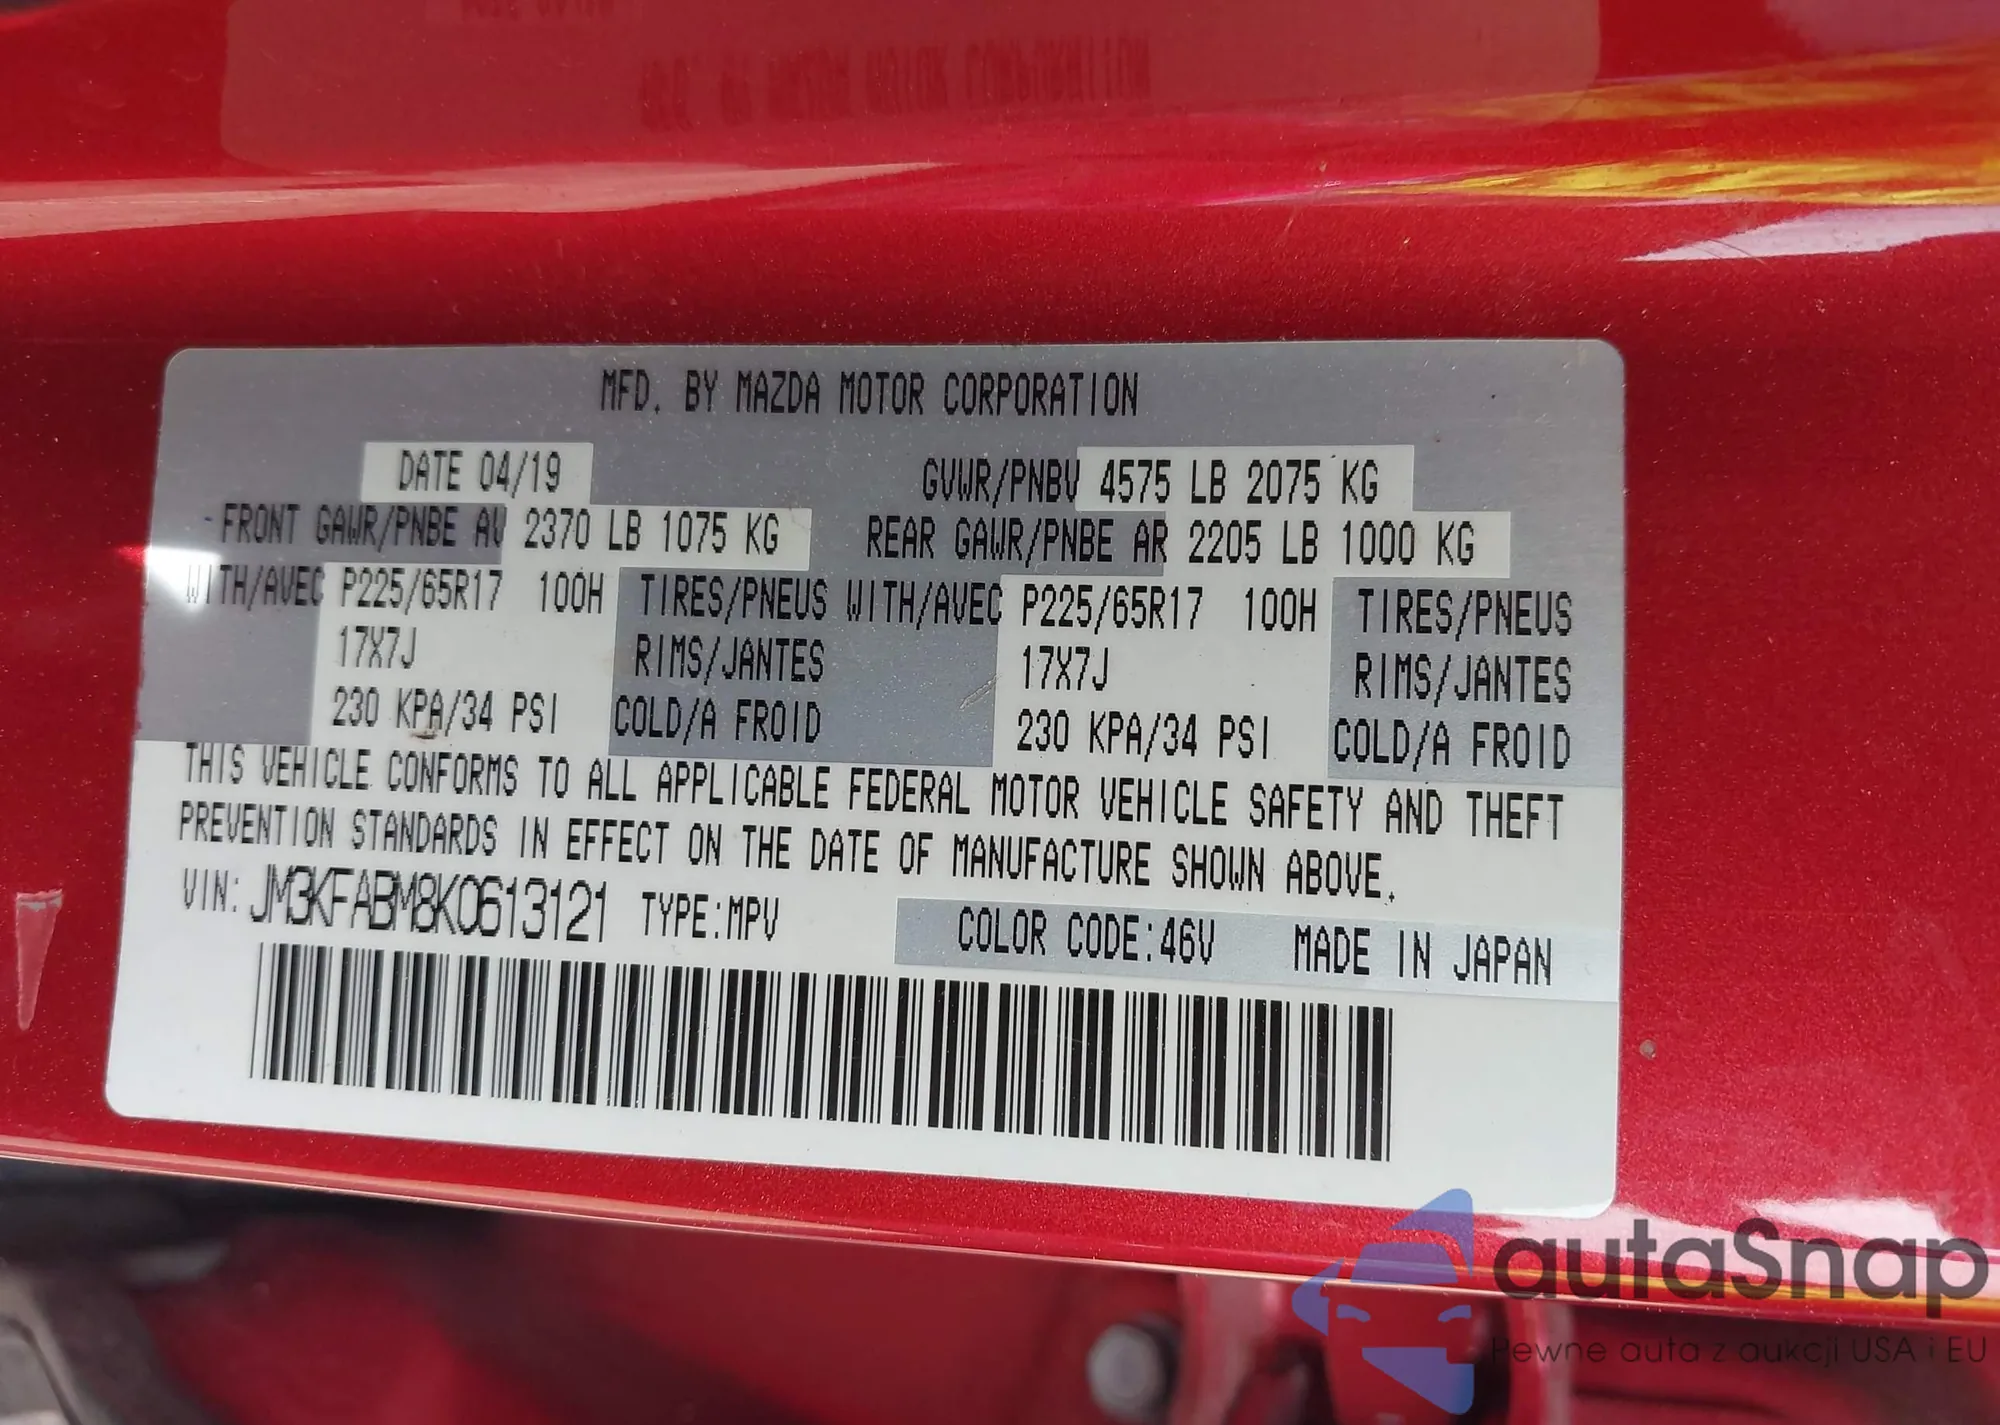 MFD. BY MAZDA MOTOR CORPORATION
DATE 04/19 GVWR/PNBV 4575 LB 2075 KG
FRONT GAWR/PNBE AV 2370 LB 1075 KG REAR GAWR/PNBE AR 2205 LB 1000 KG
WITH/AVEC P225/65R17 100H TIRES/PNEUS WITH/AVEC P225/65R17 100H TIRES/PNEUS
17X7J RIMS/JANTES 17X7J RIMS/JANTES
230 KPA/34 PSI COLD/A FROID 230 KPA/34 PSI COLD/A FROID
THIS VEHICLE CONFORMS TO ALL APPLICABLE FEDERAL MOTOR VEHICLE SAFETY AND THEFT
PREVENTION STANDARDS IN EFFECT ON THE DATE OF MANUFACTURE SHOWN ABOVE.
VIN: JM3KFABM8K0613121 TYPE:MPV COLOR CODE:46V MADE IN JAPAN
autaSnap
Pewne auta z aukcji USA i EU